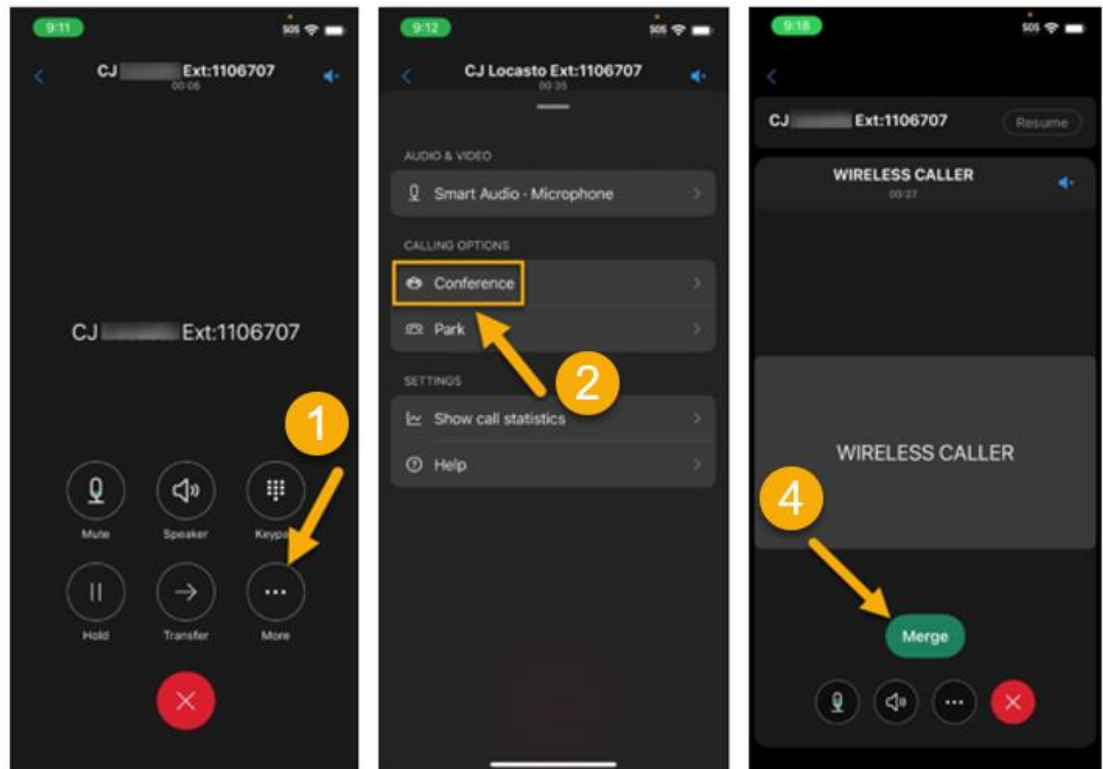 9:11
SOS
CJ Ext:1106707
00:06
CJ Ext:1106707
1
Mute
Speaker
Hold
Transfer
More
9:12
SOS
CJ Locasto Ext:1106707
00:35
AUDIO & VIDEO
Smart Audio - Microphone
CALLING OPTIONS
Conference
Park
2
SETTINGS
Show call statistics
Help
9:18
SOS
CJ Ext:1106707
Resume
WIRELESS CALLER
00:27
WIRELESS CALLER
4
Merge